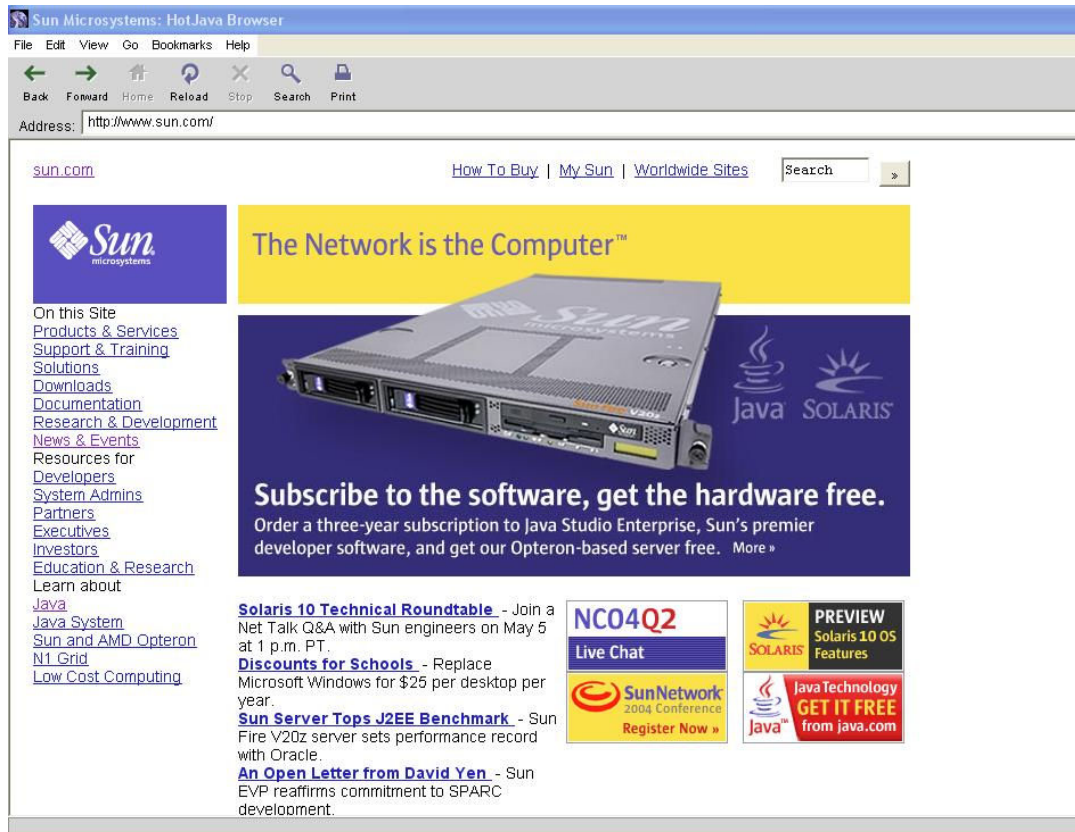 Sun Microsystems: HotJava Browser
File Edit View Go Bookmarks Help
Back Forward Home Reload Stop Search Print
Address: http://www.sun.com/
sun.com
How To Buy | My Sun | Worldwide Sites
Search »
Sun
microsystems
The Network is the Computer™
Sun
microsystems
Sun Fire V20z
Sun
Java SOLARIS
Subscribe to the software, get the hardware free.
Order a three-year subscription to Java Studio Enterprise, Sun's premier
developer software, and get our Opteron-based server free. More »
On this Site
Products & Services
Support & Training
Solutions
Downloads
Documentation
Research & Development
News & Events
Resources for
Developers
System Admins
Partners
Executives
Investors
Education & Research
Learn about
Java
Java System
Sun and AMD Opteron
N1 Grid
Low Cost Computing
Solaris 10 Technical Roundtable - Join a
Net Talk Q&A with Sun engineers on May 5
at 1 p.m. PT.
Discounts for Schools - Replace
Microsoft Windows for $25 per desktop per
year.
Sun Server Tops J2EE Benchmark - Sun
Fire V20z server sets performance record
with Oracle.
An Open Letter from David Yen - Sun
EVP reaffirms commitment to SPARC
development.
NC04Q2
Live Chat
SOLARIS
PREVIEW
Solaris 10 OS
Features
SunNetwork
2004 Conference
Register Now »
Java™
Java Technology
GET IT FREE
from java.com